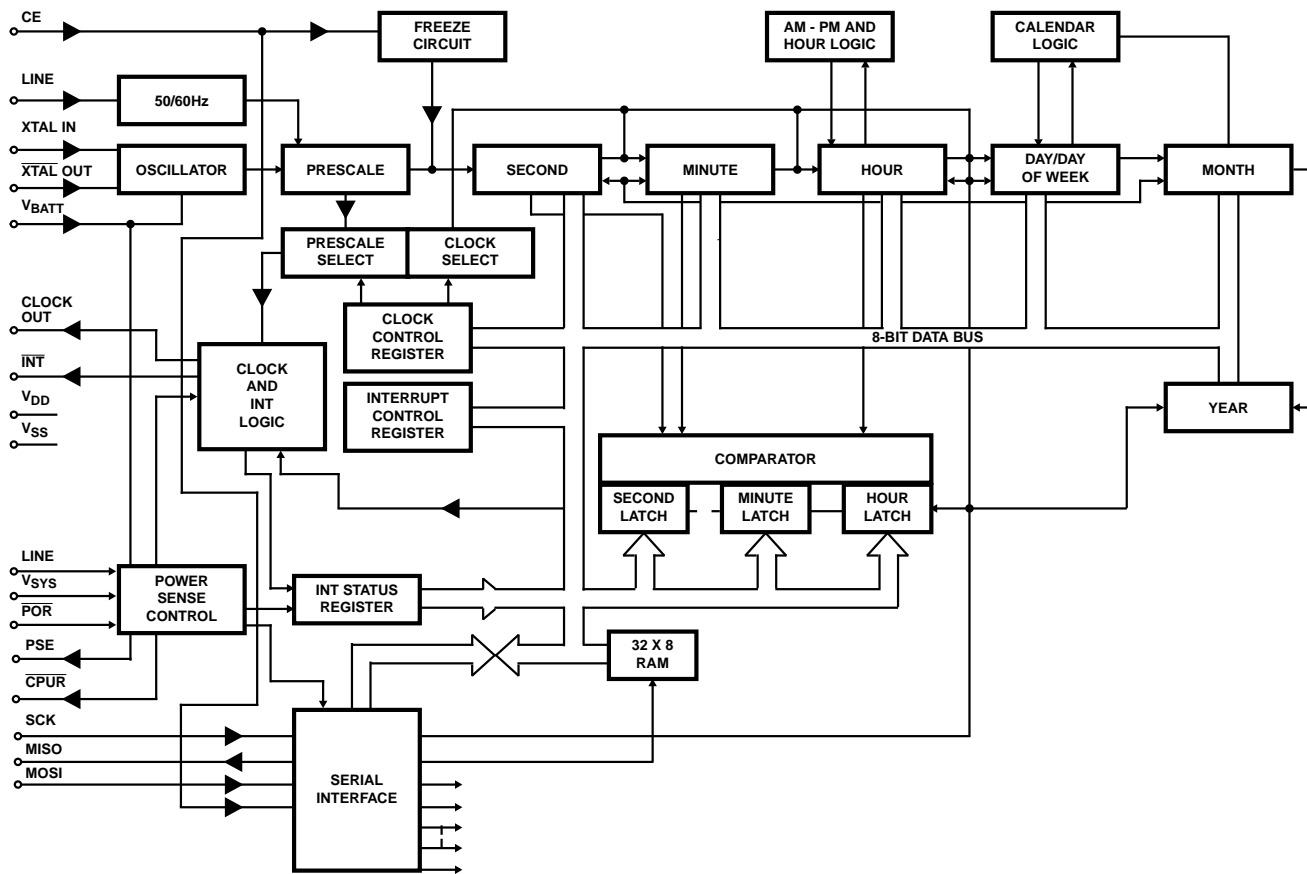 CE
FREEZE
CIRCUIT
AM - PM AND
HOUR LOGIC
CALENDAR
LOGIC
LINE
50/60Hz
XTAL IN
XTAL OUT
OSCILLATOR
PRESCALE
SECOND
MINUTE
HOUR
DAY/DAY
OF WEEK
MONTH
VBATT
PRESCALE
SELECT
CLOCK
SELECT
CLOCK
OUT
CLOCK
CONTROL
REGISTER
8-BIT DATA BUS
INT
CLOCK
AND
INT
LOGIC
VDD
VSS
INTERRUPT
CONTROL
REGISTER
YEAR
COMPARATOR
SECOND
LATCH
MINUTE
LATCH
HOUR
LATCH
LINE
VSYS
POR
POWER
SENSE
CONTROL
INT STATUS
REGISTER
PSE
CPUR
32 X 8
RAM
SCK
MISO
MOSI
SERIAL
INTERFACE